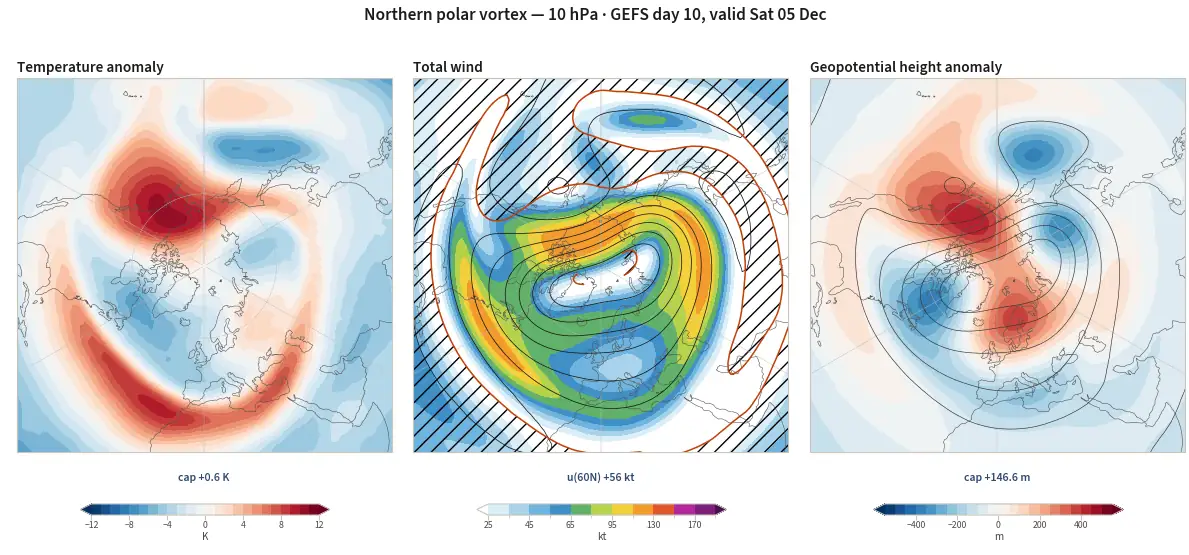 Northern polar vortex — 10 hPa · GEFS day 10, valid Sat 05 Dec
Temperature anomaly
Total wind
Geopotential height anomaly
cap +0.6 K
u(60N) +56 kt
cap +146.6 m
−12 −8 −4 0 4 8 12
K
25 45 65 95 113 130 170
kt
−400 −200 0 200 400
m